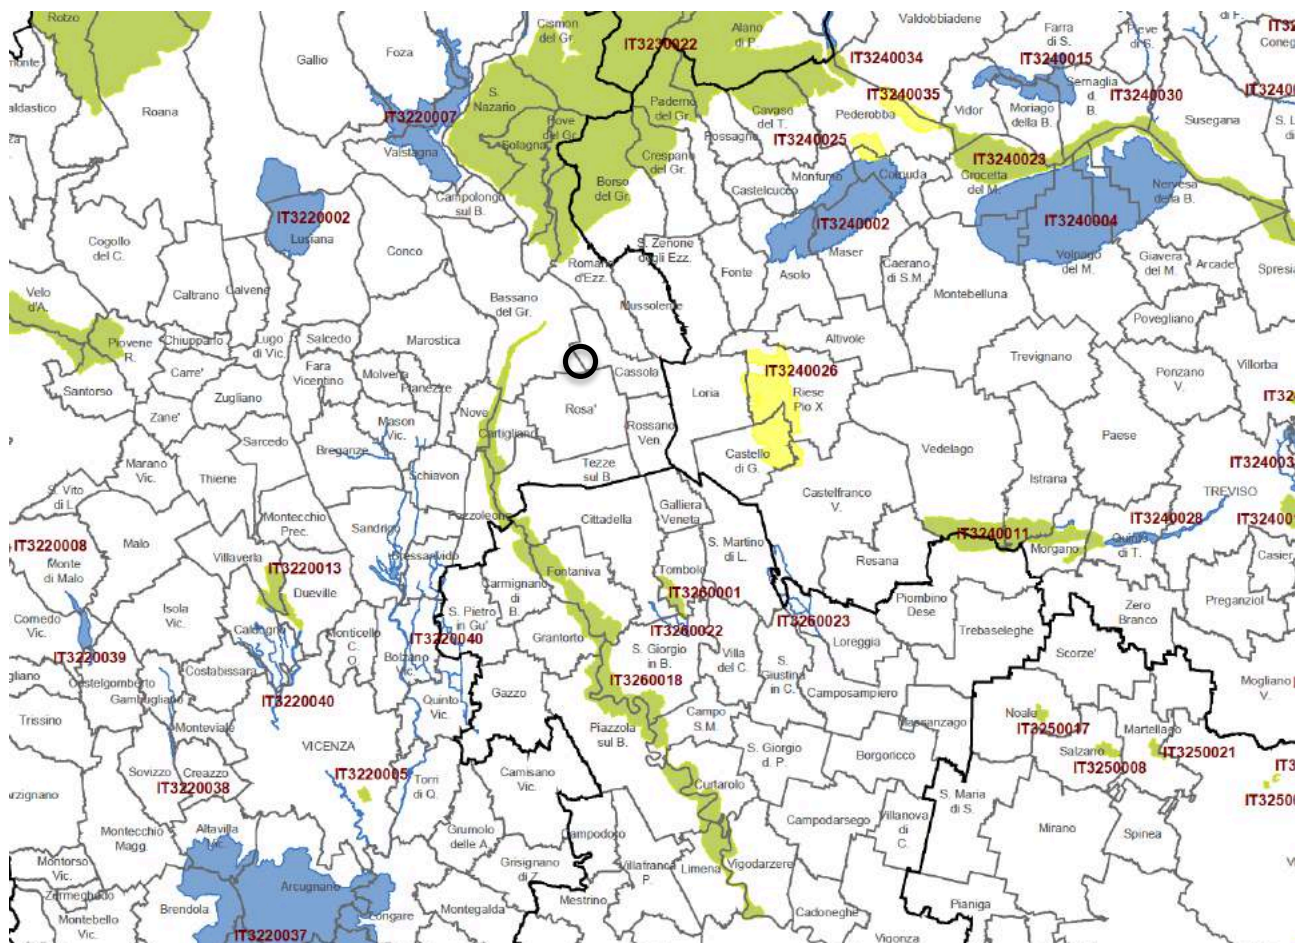 Rotzo
Cismon
del Gr.
Alano
di P.
Valdobbiadene
Farra
di S.
Foza
Gallio
IT3230022
IT3240034
IT3240015
Sernaglia
d.
B.
IT3240030
Roana
S.
Nazario
Paderno
del Gr.
Cavaso
del T.
IT3240035
Pederobba
Vidor
Moriago
della B.
Susegana
IT3220007
Valstagna
Solagna
Possagno
IT3240025
Crespano
del Gr.
IT3240023
Crocetta
del M.
Borso
del Gr.
Castelcucco
Monfumo
Cornuda
Nervesa
della B.
Campolongo
sul B.
IT3220002
Lusiana
IT3240002
IT3240004
Cogollo
del C.
Conco
S. Zenone
degli Ezz.
Maser
Volpago
del M.
Giavera
del M.
Arcade
Romano
d'Ezz.
Fonte
Asolo
Caerano
di S.M.
Velo
d'A.
Caltrano
Calvene
Bassano
del Gr.
Mussolente
Montebelluna
Povegliano
Piovene
R.
Chiuppano
Lugo
di Vic.
Salcedo
Marostica
Altivole
Trevignano
Ponzano
V.
Villorba
Santorso
Carre'
Fara
Vicentino
Molvena
Pianezze
Cassola
Loria
IT3240026
Riese
Pio X
Zugliano
Zane'
Nove
Rosa'
Mason
Vic.
Cartigliano
Rossano
Ven.
Sarcedo
Breganze
Castello
di G.
Vedelago
Paese
Marano
Vic.
Thiene
Schiavon
Tezze
sul B.
Istrana
TREVISO
S. Vito
di L.
Castelfranco
V.
Galliera
Veneta
Cittadella
Montecchio
Prec.
Sandrigo
Pozzoleone
IT3240011
IT3240028
Quinto
di T.
IT3220008
Malo
Monte
di Malo
Villaverla
IT3220013
Bressanvido
S. Martino
di L.
Resana
Morgano
Casier
Fontaniva
Tombolo
IT3260001
Dueville
Carmignano
di
B.
Piombino
Dese
Zero
Branco
Preganziol
Isola
Vic.
Cornedo
Vic.
Caldogno
Monticello
C.
O.
S. Pietro
in Gu'
Grantorto
IT3260022
IT3260023
Loreggia
Trebaseleghe
IT3220040
IT3220039
Bolzano
Vic.
S. Giorgio
in B.
Villa
del C.
S.
Giustina
in C.
Scorze'
Costabissara
Castelgomberto
Gambugliano
IT3220040
Gazzo
IT3260018
Camposampiero
Mogliano
V.
Trissino
Monteviale
Quinto
Vic.
Campo
S.M.
Massanzago
Noale
IT3250017
Martellago
VICENZA
Piazzola
sul B.
S. Giorgio
d. P.
Borgoricco
Salzano
IT3250008
IT3250021
Sovizzo
Creazzo
IT3220038
IT3220005
Torri
di Q.
Camisano
Vic.
Curtarolo
S. Maria
di S.
Montecchio
Magg.
Altavilla
Vic.
Grumolo
delle A.
Campodoro
Campodarsego
Villanova
di
C.
Mirano
Spinea
Montorso
Vic.
Grisignano
di Z.
Villafranca
P.
Limena
Vigodarzere
Zermeghedo
Montebello
Vic.
Brendola
Arcugnano
Longare
Montegalda
Mestrino
Cadoneghe
Pianiga
IT3220037
Vigonza